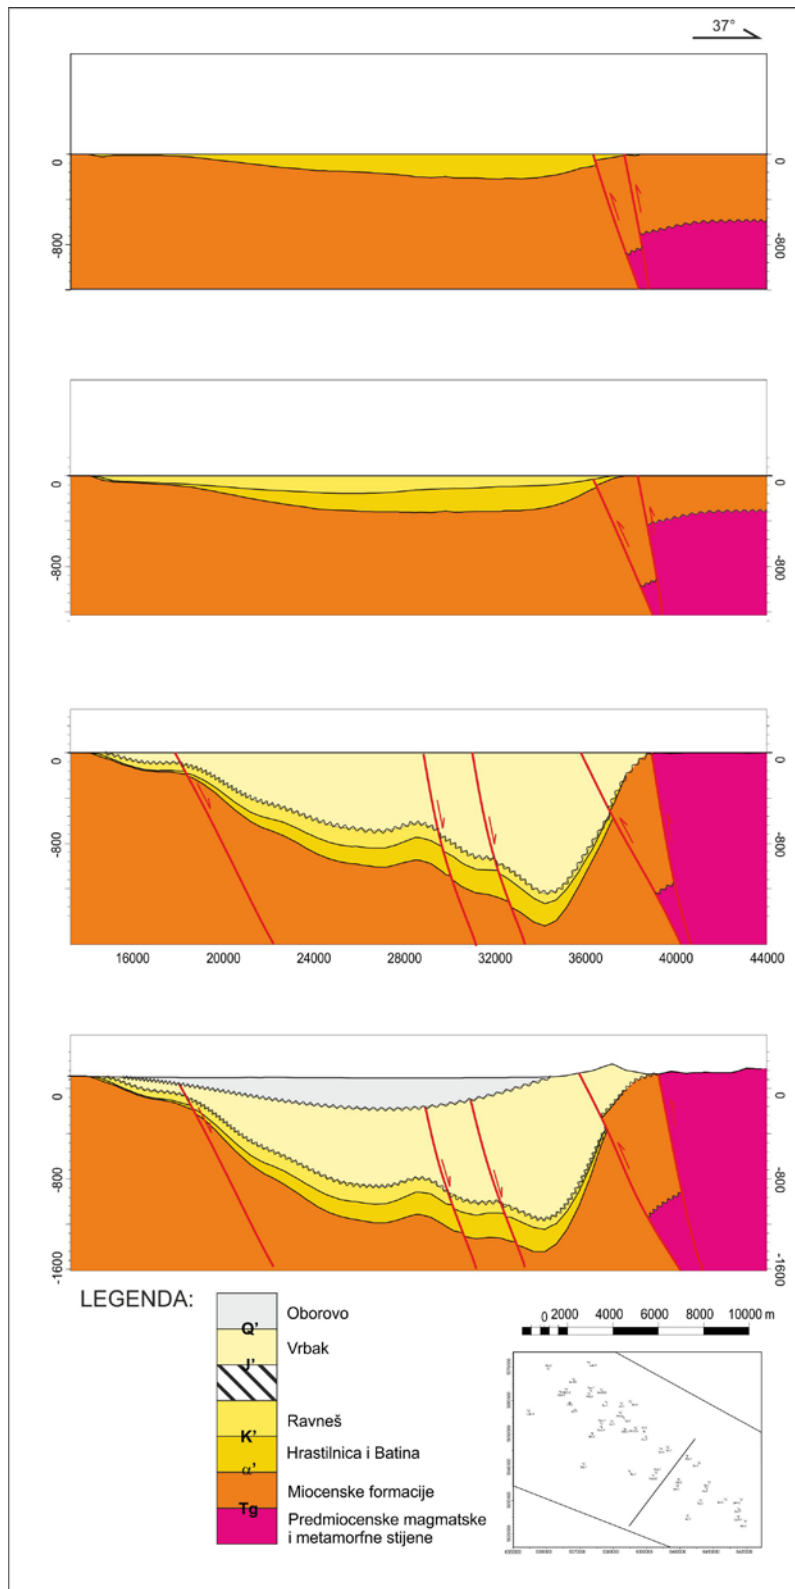 37°
0
0
-800
-800
0
0
-800
-800
0
0
-800
-800
16000 20000 24000 28000 32000 36000 40000 44000
0
0
-800
-800
-1600
-1600
LEGENDA:
Oborovo
Q'
Vrbak
J'
Ravneš
K'
Hrastilnica i Batina
α'
Miocenske formacije
Tg
Predmiocenske magmatske
i metamorfne stijene
0 2000 4000 6000 8000 10000 m